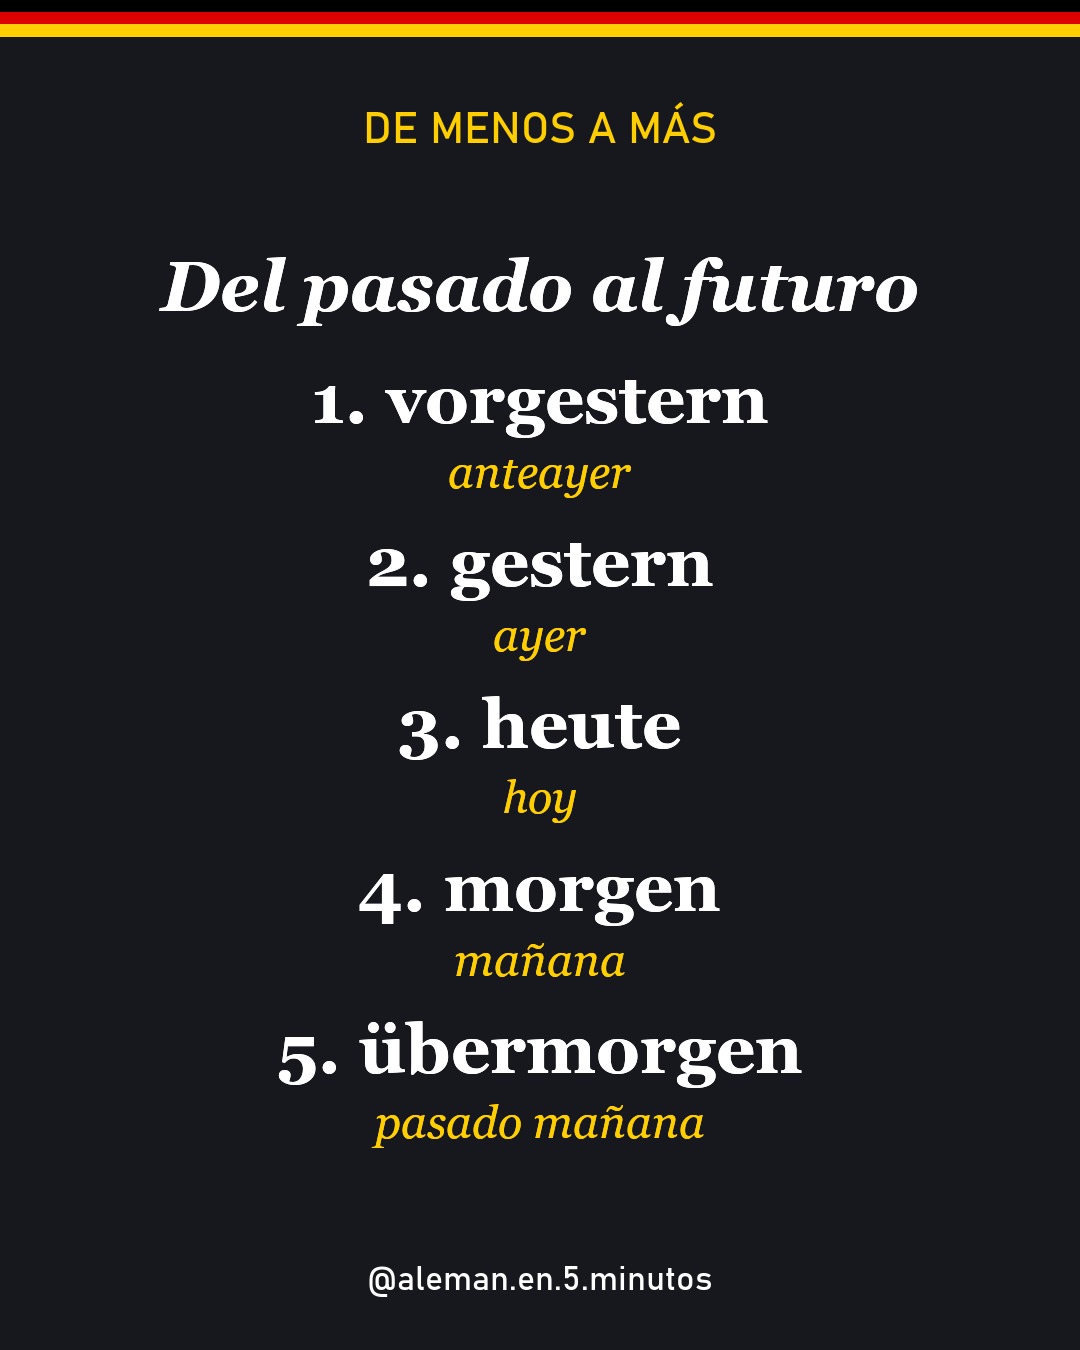 DE MENOS A MÁS
Del pasado al futuro
1. vorgestern
anteayer
2. gestern
ayer
3. heute
hoy
4. morgen
mañana
5. übermorgen
pasado mañana
@aleman.en.5.minutos